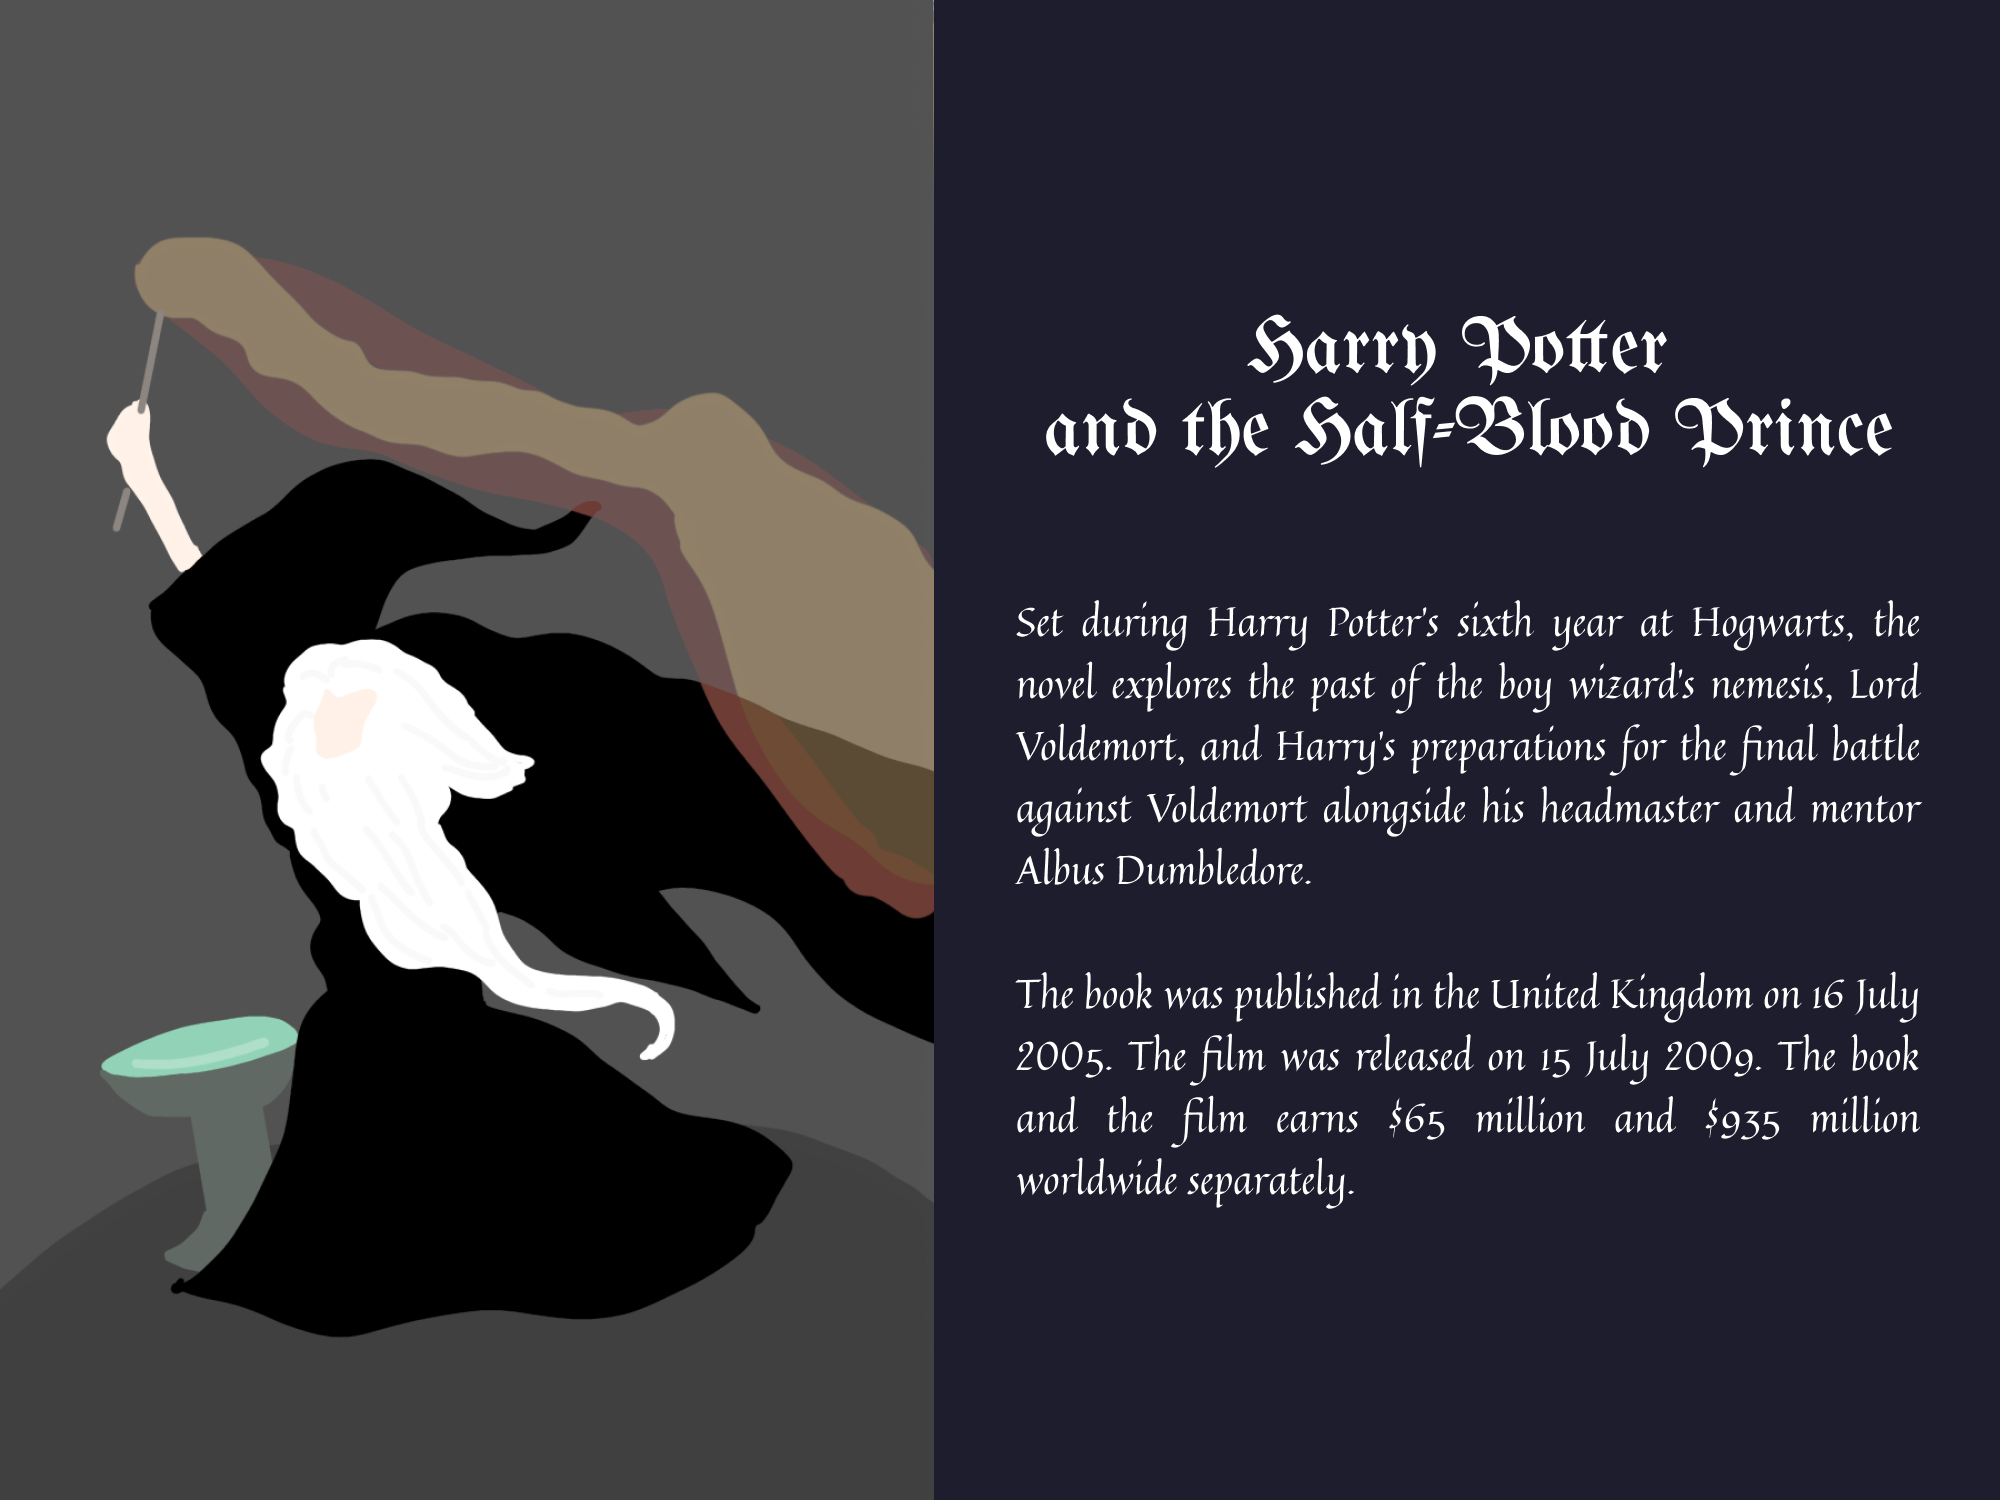 Harry Potter
and the Half-Blood Prince
Set during Harry Potter's sixth year at Hogwarts, the
novel explores the past of the boy wizard's nemesis, Lord
Voldemort, and Harry's preparations for the final battle
against Voldemort alongside his headmaster and mentor
Albus Dumbledore.
The book was published in the United Kingdom on 16 July
2005. The film was released on 15 July 2009. The book
and the film earns $65 million and $935 million
worldwide separately.